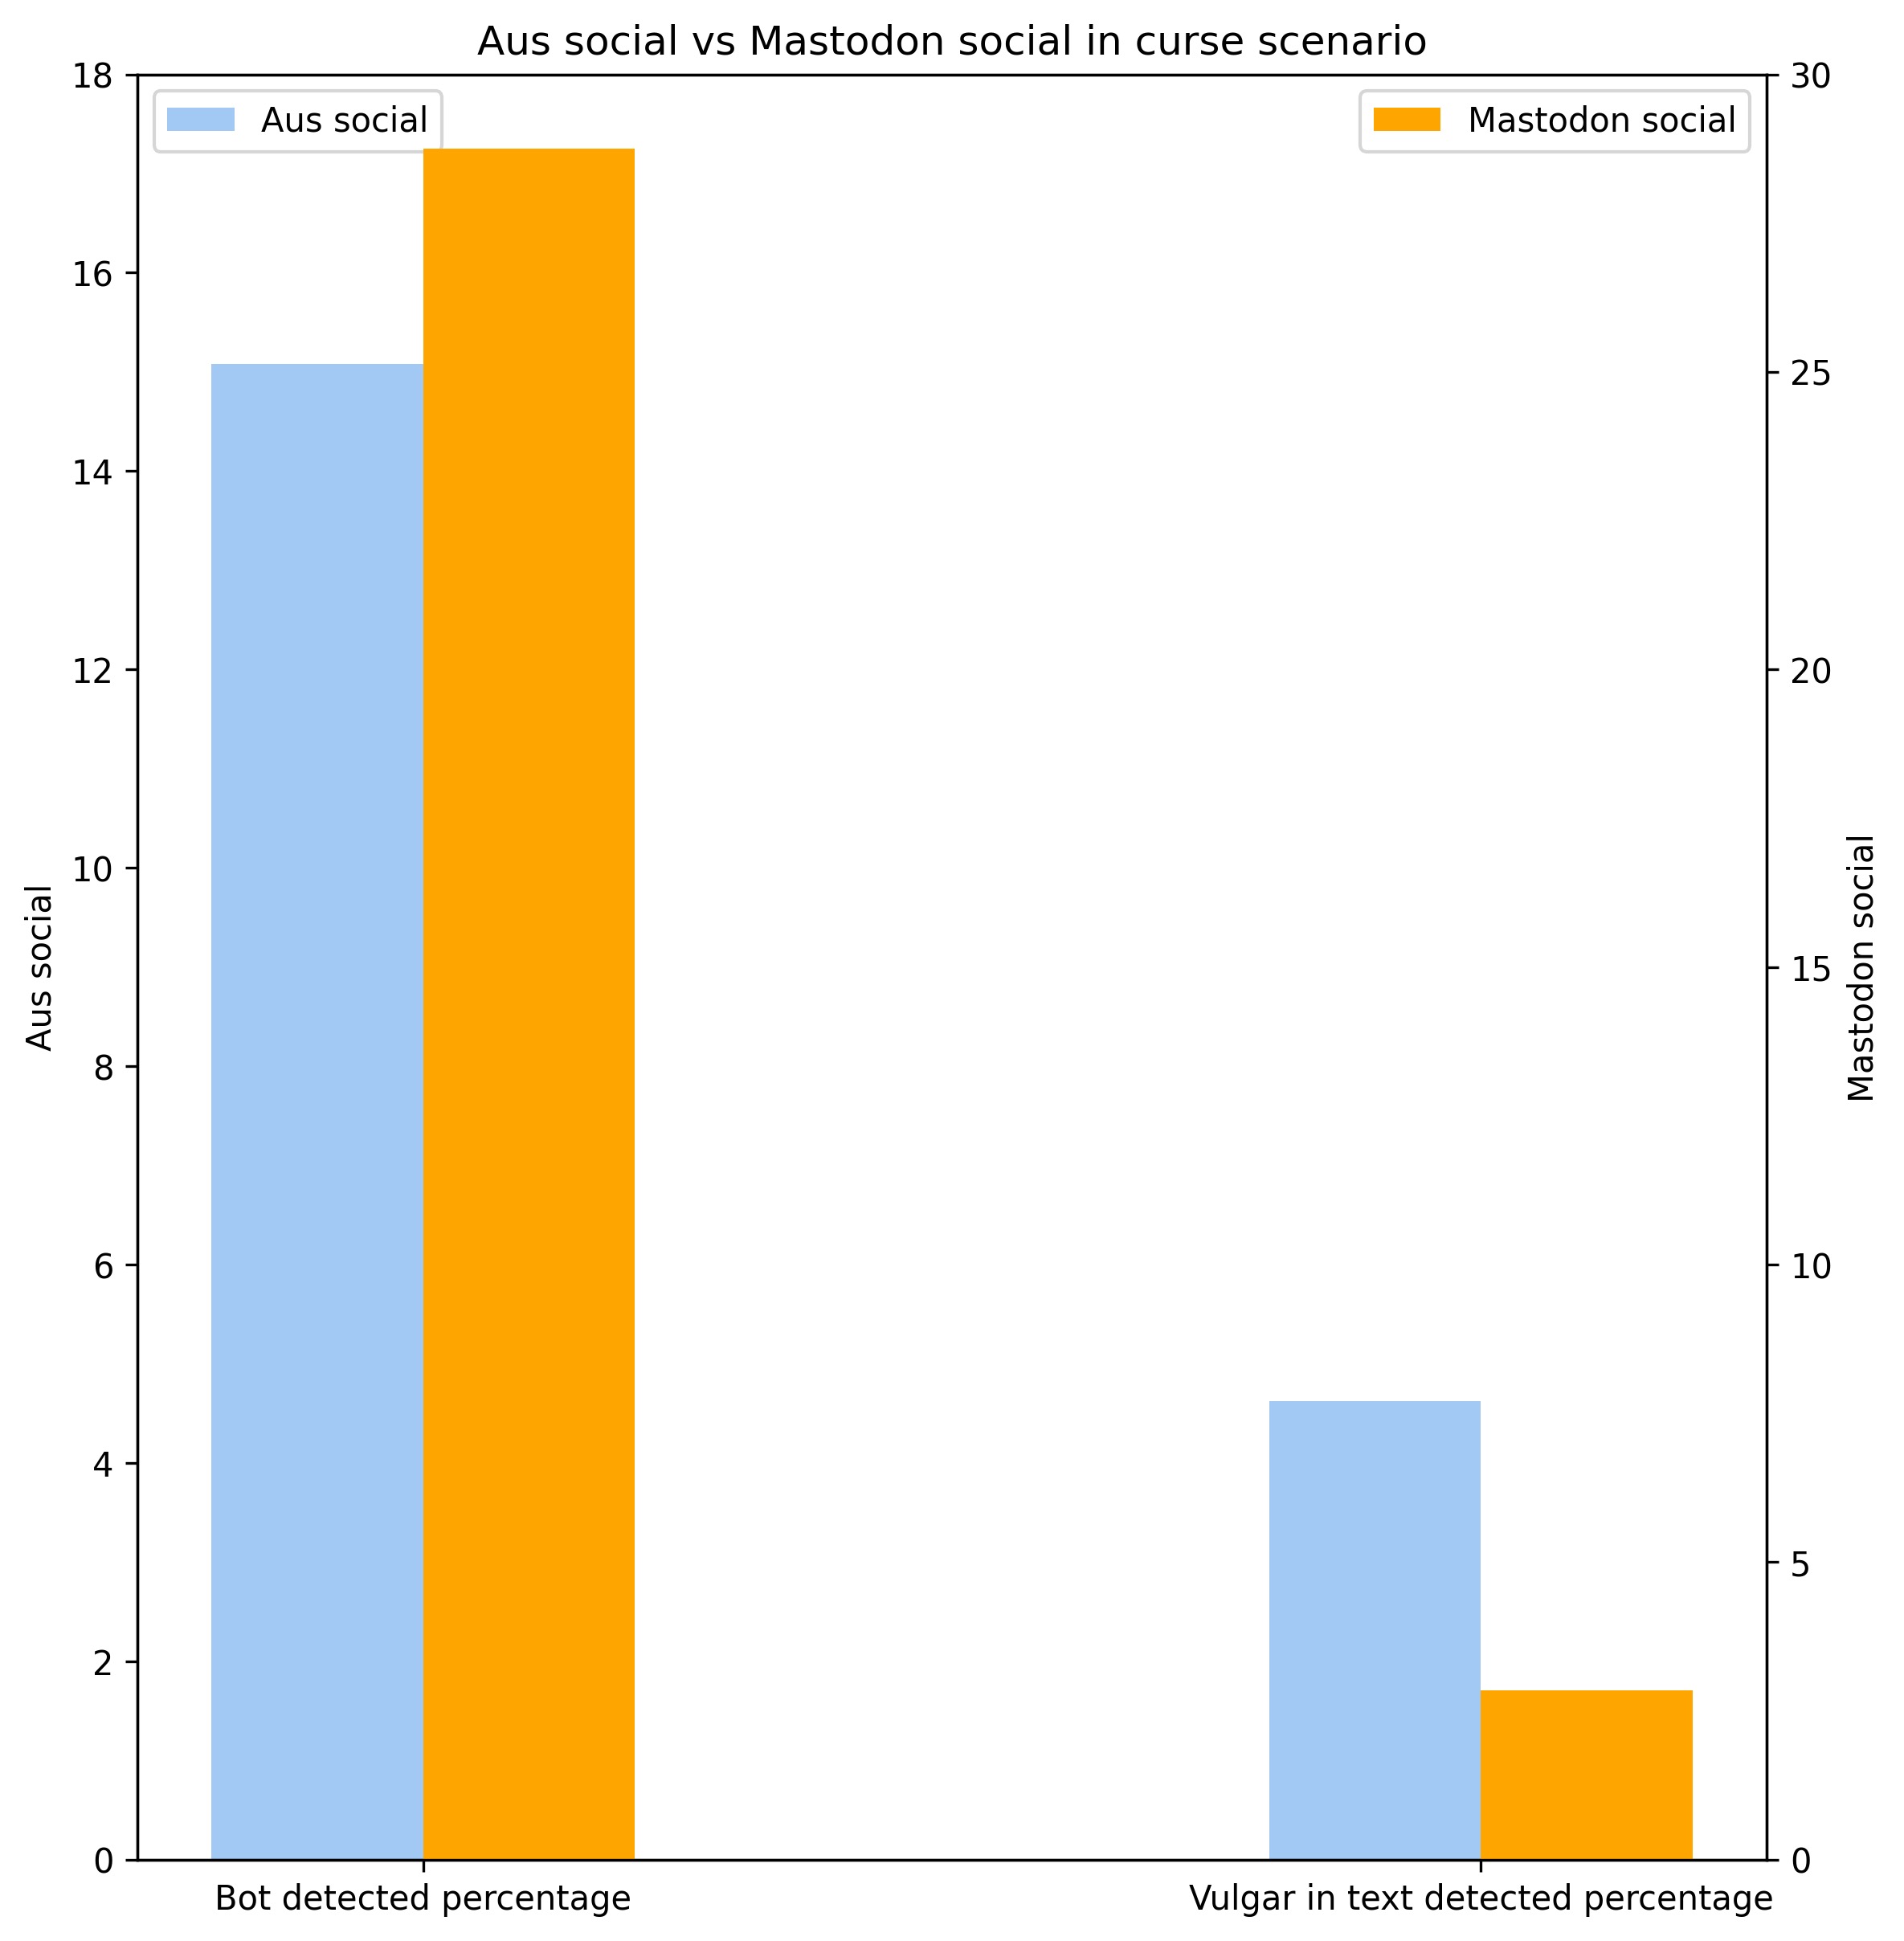 Aus social vs Mastodon social in curse scenario
Aus social
Mastodon social
18
16
14
12
10
8
6
4
2
0
Aus social
30
25
20
15
10
5
0
Mastodon social
Bot detected percentage
Vulgar in text detected percentage